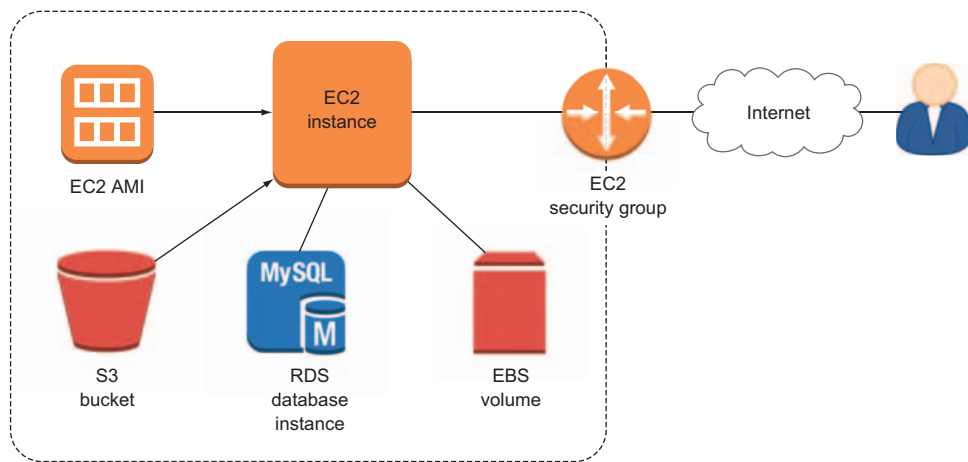 EC2
instance
Internet
EC2 AMI
EC2
security group
MySQL
M
S3
bucket
RDS
database
instance
EBS
volume